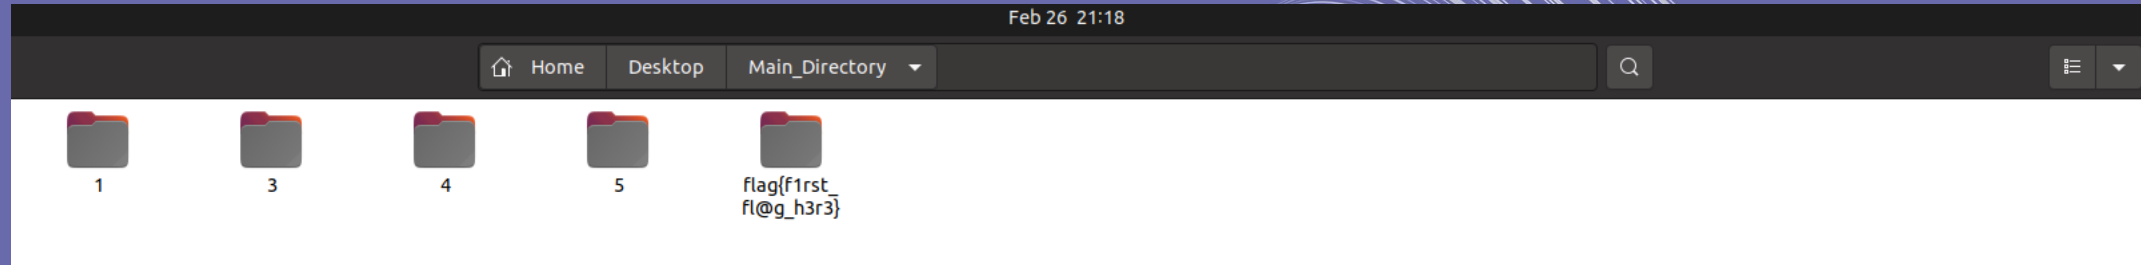 Feb 26 21:18
Home Desktop Main_Directory
1 3 4 5 flag{f1rst_
fl@g_h3r3}